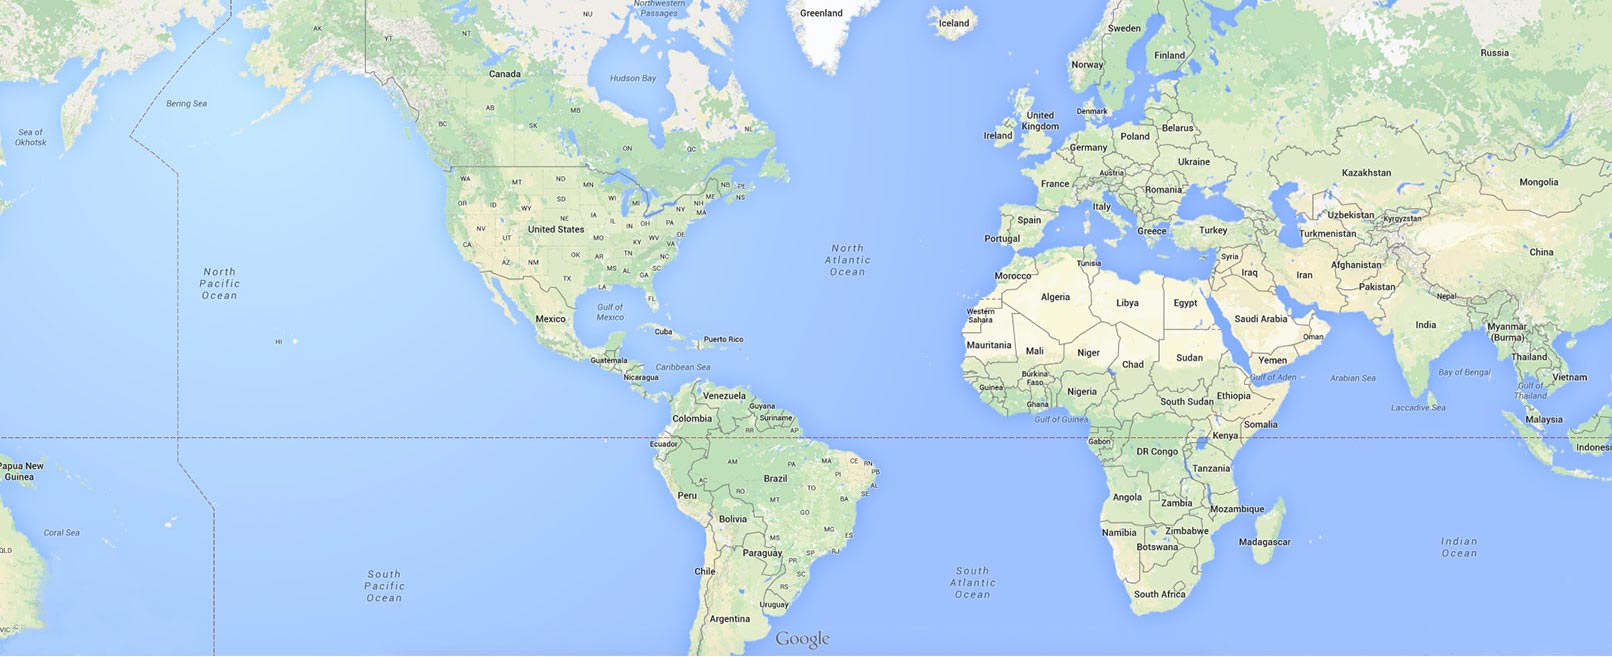 Northwestern
Passages
Greenland
Iceland
NU
AK
YT
NT
Canada
Hudson Bay
Sweden
Finland
Norway
Russia
Bering Sea
Sea of
Okhotsk
AB
MB
BC
SK
NL
ON
QC
United
Kingdom
Ireland
Denmark
Poland
Belarus
Germany
Ukraine
Austria
France
Romania
Italy
Spain
Portugal
Greece
Turkey
Kazakhstan
Mongolia
Uzbekistan
Kyrgyzstan
Turkmenistan
China
WA
MT
ND
MN
OR
ID
WY
SD
WI
MI
NB
PE
NS
ME
NH
MA
NY
IA
NE
IL
IN
OH
PA
NV
UT
United States
MO
KY
WV
DE
VA
CA
AZ
NM
OK
AR
TN
NC
MS
AL
GA
SC
TX
LA
FL
North
Pacific
Ocean
North
Atlantic
Ocean
Gulf of
Mexico
Mexico
HI
Cuba
Puerto Rico
Guatemala
Caribbean Sea
Nicaragua
Tunisia
Morocco
Algeria
Libya
Egypt
Western
Sahara
Mauritania
Mali
Niger
Chad
Sudan
Syria
Iraq
Iran
Afghanistan
Pakistan
Saudi Arabia
Oman
Yemen
Nepal
India
Myanmar
(Burma)
Thailand
Vietnam
Gulf of Aden
Arabian Sea
Bay of Bengal
Gulf of
Thailand
Laccadive Sea
Malaysia
Indones
Guinea
Burkina
Faso
Ghana
Nigeria
South Sudan
Ethiopia
Somalia
Gulf of Guinea
Gabon
Kenya
DR Congo
Tanzania
Angola
Zambia
Mozambique
Namibia
Zimbabwe
Botswana
Madagascar
South Africa
Indian
Ocean
Venezuela
Guyana
Suriname
Colombia
RR
AP
Ecuador
AM
PA
MA
CE
RN
PB
PI
AL
SE
AC
RO
Brazil
TO
BA
MT
Peru
GO
Bolivia
MG
ES
MS
Paraguay
SP
RJ
PR
SC
RS
Chile
Uruguay
Argentina
South
Atlantic
Ocean
South
Pacific
Ocean
Papua New
Guinea
Coral Sea
QLD
VIC
Google